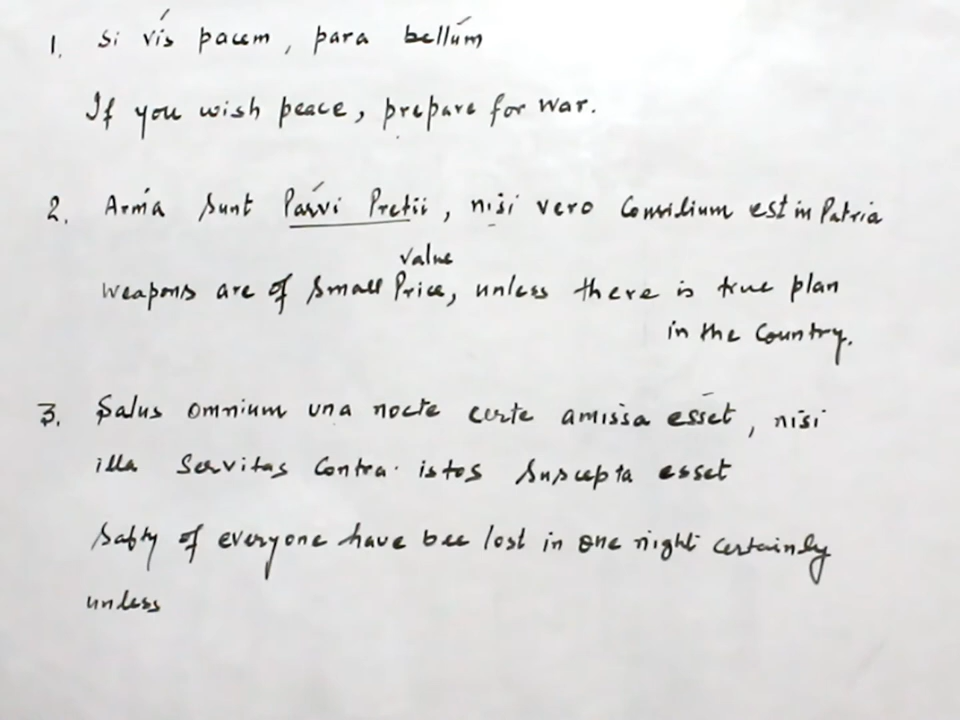 1. Si vis pacem, para bellum
If you wish peace, prepare for war.
2. Arma sunt Parvi Pretii, nisi vero Consilium est in Patria
value
weapons are of small Price, unless there is true plan
in the Country.
3. Salus omnium una nocte certe amissa esset, nisi
illa Servitas Contra istos Suscepta esset
Safty of everyone have bee lost in one night certainly
unless